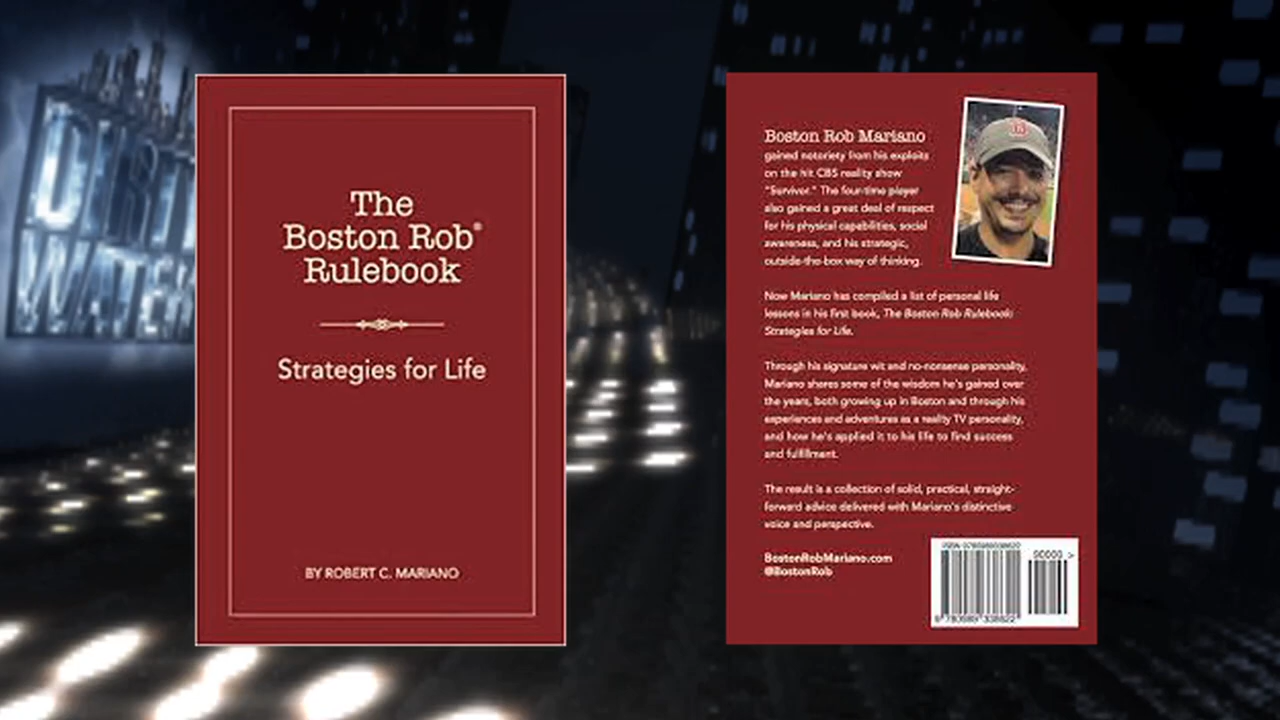 DIRTY
WATER
The
Boston Rob®
Rulebook
Strategies for Life
BY ROBERT C. MARIANO
Boston Rob Mariano
gained notoriety from his exploits
on the hit CBS reality show
"Survivor." The four-time player
also gained a great deal of respect
for his physical capabilities, social
awareness, and his strategic,
outside-the-box way of thinking.
B
Now Mariano has compiled a list of personal life
lessons in his first book, The Boston Rob Rulebook:
Strategies for Life.
Through his signature wit and no-nonsense personality,
Mariano shares some of the wisdom he's gained over
the years, both growing up in Boston and through his
experiences and adventures as a reality TV personality,
and how he's applied it to his life to find success
and fulfillment.
The result is a collection of solid, practical, straight-
forward advice delivered with Mariano's distinctive
voice and perspective.
BostonRobMariano.com
@BostonRob
90000 >